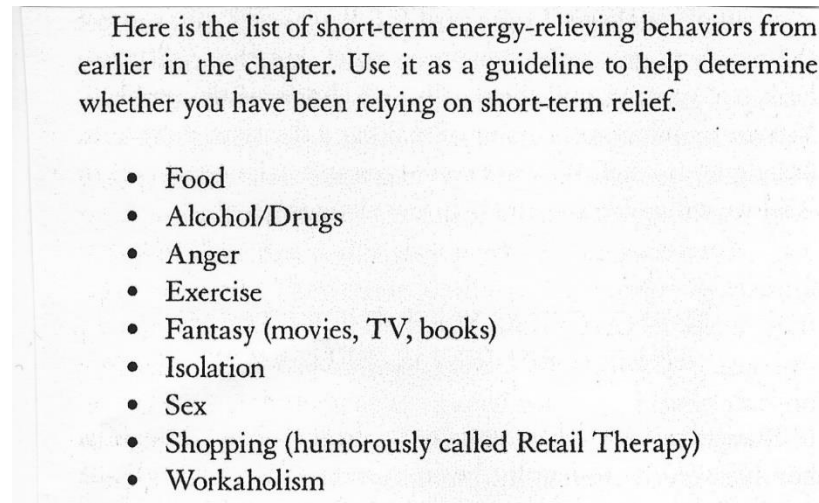 Here is the list of short-term energy-relieving behaviors from
earlier in the chapter. Use it as a guideline to help determine
whether you have been relying on short-term relief.
• Food
• Alcohol/Drugs
• Anger
• Exercise
• Fantasy (movies, TV, books)
• Isolation
• Sex
• Shopping (humorously called Retail Therapy)
• Workaholism